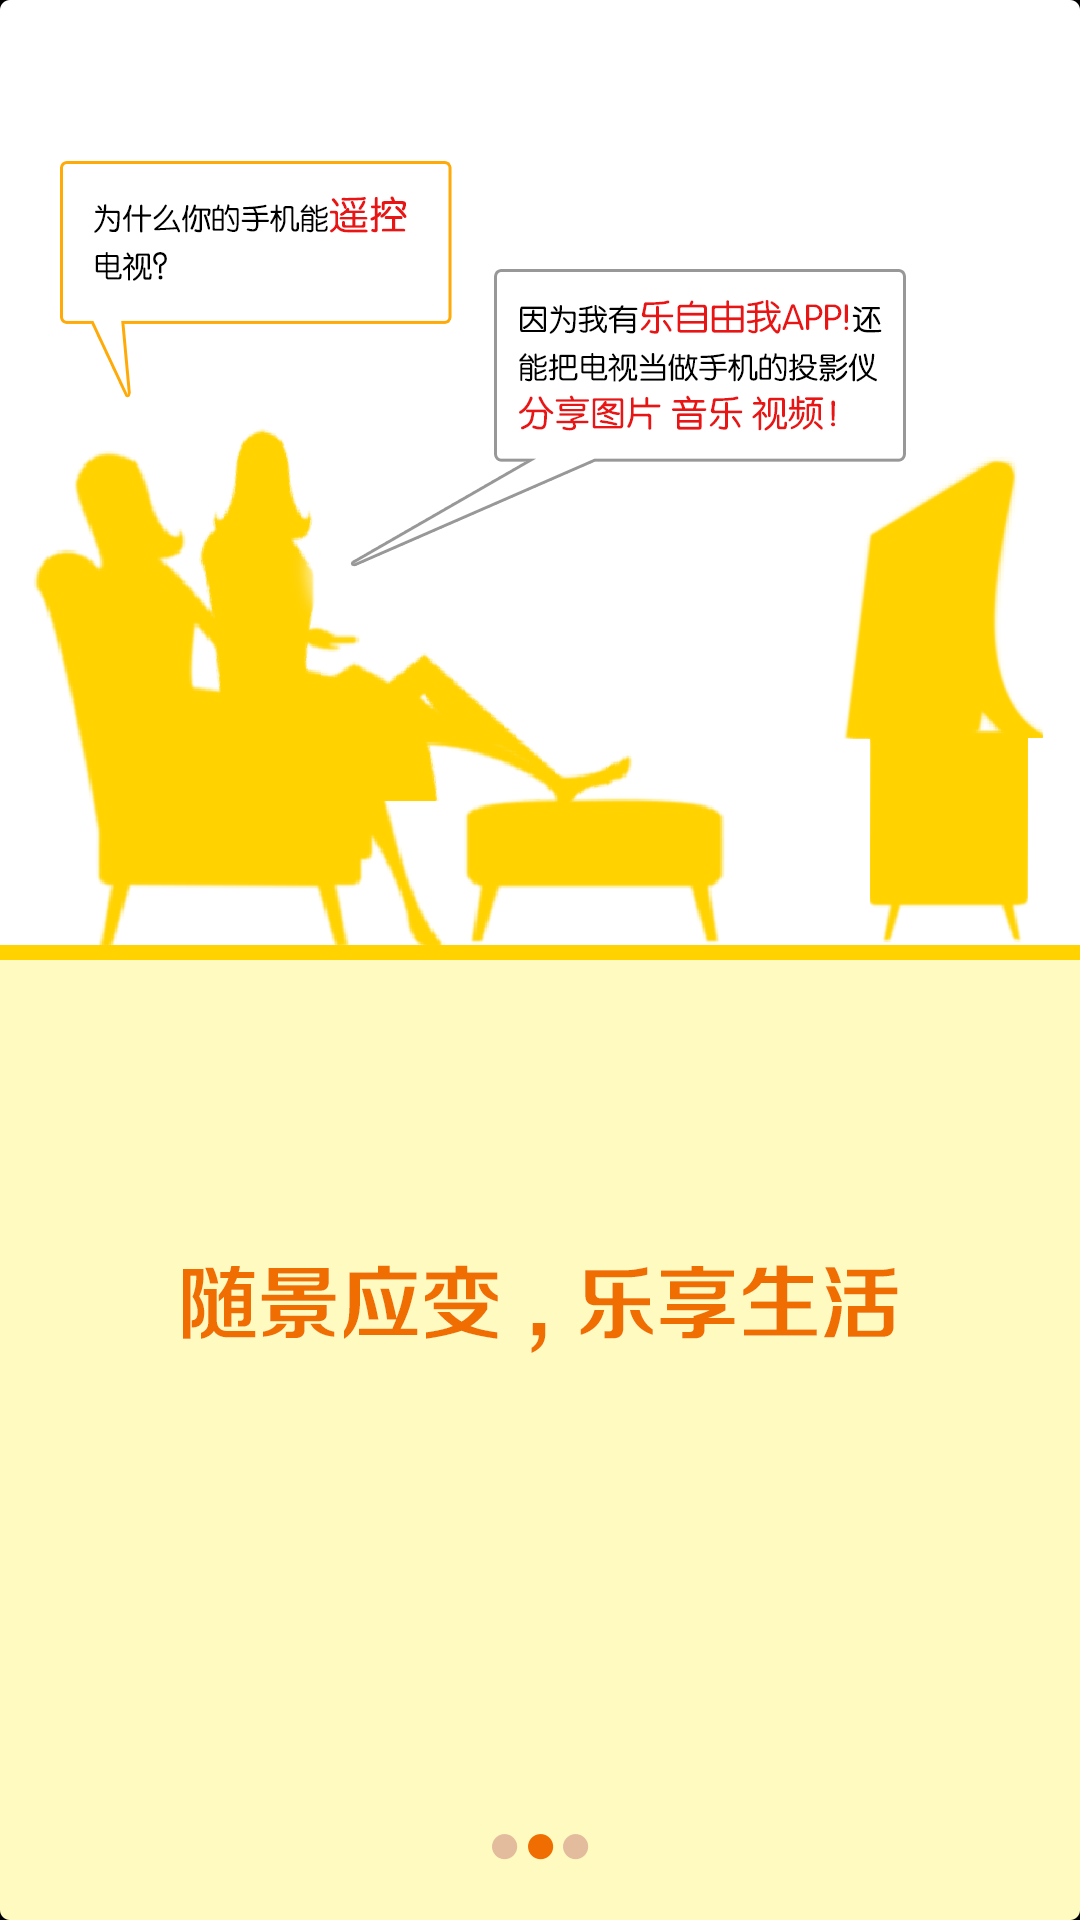 为什么你的手机能遥控
电视?
因为我有乐自由我APP!还
能把电视当做手机的投影仪
分享图片 音乐 视频!
随景应变,乐享生活